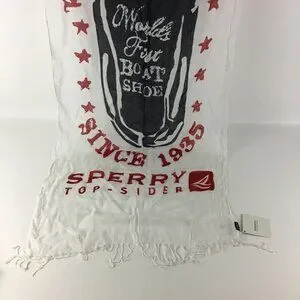 World's
First
BOAT
SHOE
SINCE 1935
SPERRY
TOP-SIDER